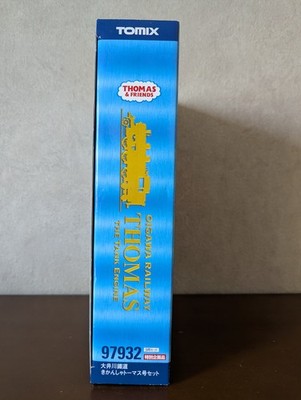 TOMIX
THOMAS
& FRIENDS
OIGAWA RAILWAY
THOMAS
THE TANK ENGINE
97932
特別企画品
大井川鐵道
きかんしゃトーマス号セット